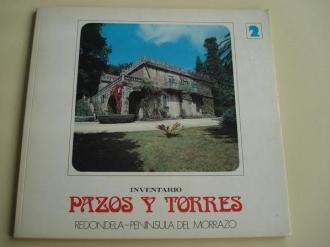 2
INVENTARIO
PAZOS Y TORRES
REDONDELA-PENINSULA DEL MORRAZO